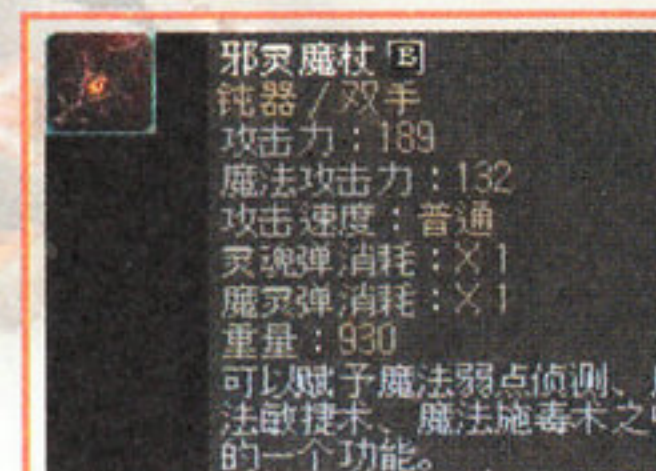 邪灵魔杖 B
钝器 / 双手
攻击力：189
魔法攻击力：132
攻击速度：普通
灵魂弹消耗：X 1
魔灵弹消耗：X 1
重量：930
可以赋予魔法弱点侦测、
法敏捷术、魔法施毒术之
的一个功能。